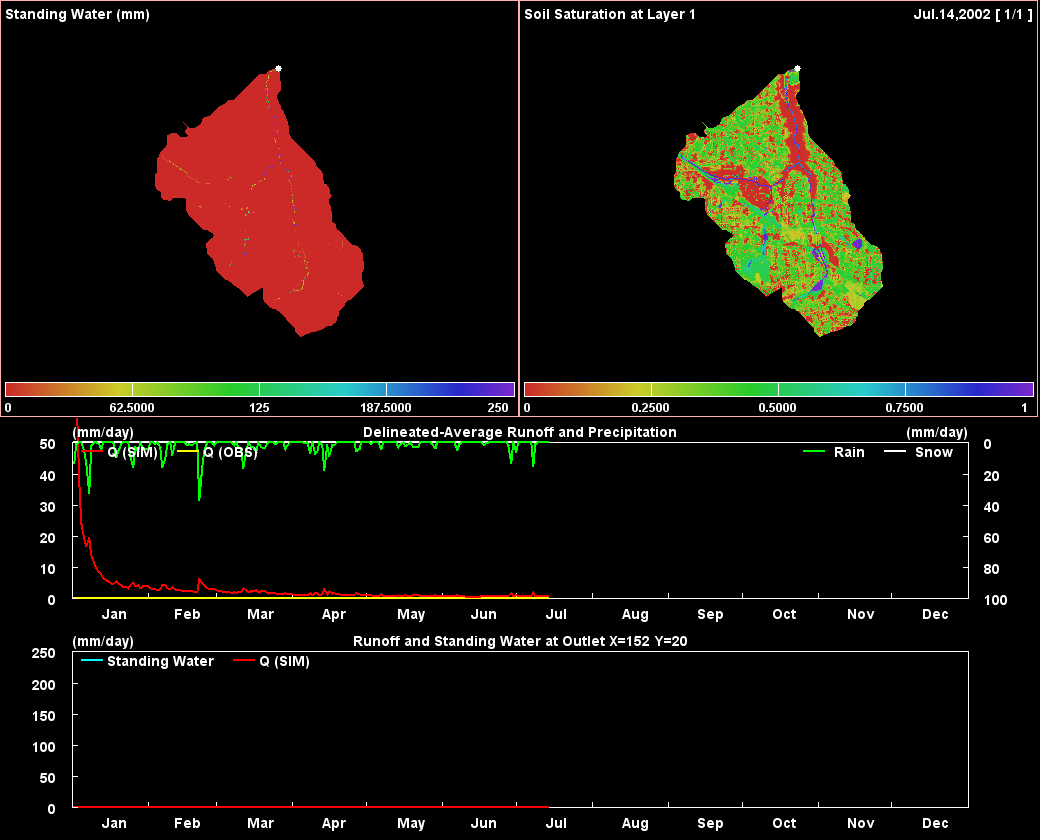 Standing Water (mm)
Soil Saturation at Layer 1 Jul.14,2002 [ 1/1 ]
0 62.5000 125 187.5000 250
0 0.2500 0.5000 0.7500 1
(mm/day) Delineated-Average Runoff and Precipitation (mm/day)
Q (SIM) Q (OBS) Rain Snow
50 0
40 20
30 40
20 60
10 80
0 100
Jan Feb Mar Apr May Jun Jul Aug Sep Oct Nov Dec
(mm/day) Runoff and Standing Water at Outlet X=152 Y=20
Standing Water Q (SIM)
250
200
150
100
50
0
Jan Feb Mar Apr May Jun Jul Aug Sep Oct Nov Dec